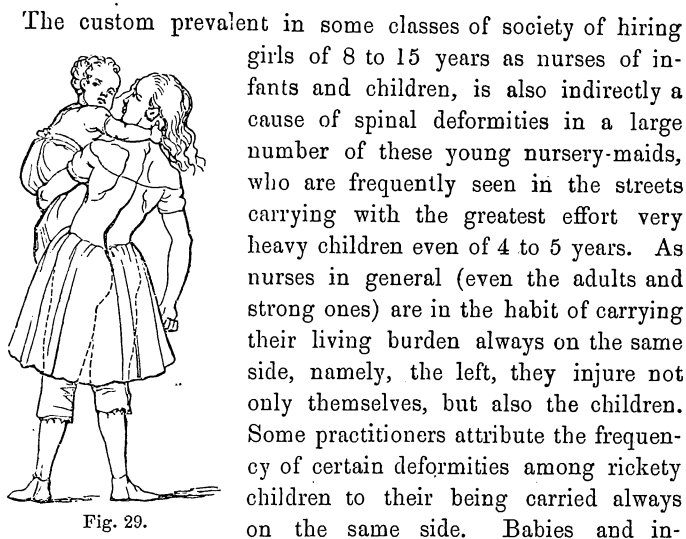 The custom prevalent in some classes of society of hiring
girls of 8 to 15 years as nurses of in-
fants and children, is also indirectly a
cause of spinal deformities in a large
number of these young nursery-maids,
who are frequently seen in the streets
carrying with the greatest effort very
heavy children even of 4 to 5 years. As
nurses in general (even the adults and
strong ones) are in the habit of carrying
their living burden always on the same
side, namely, the left, they injure not
only themselves, but also the children.
Some practitioners attribute the frequen-
cy of certain deformities among rickety
children to their being carried always
on the same side. Babies and in-
Fig. 29.